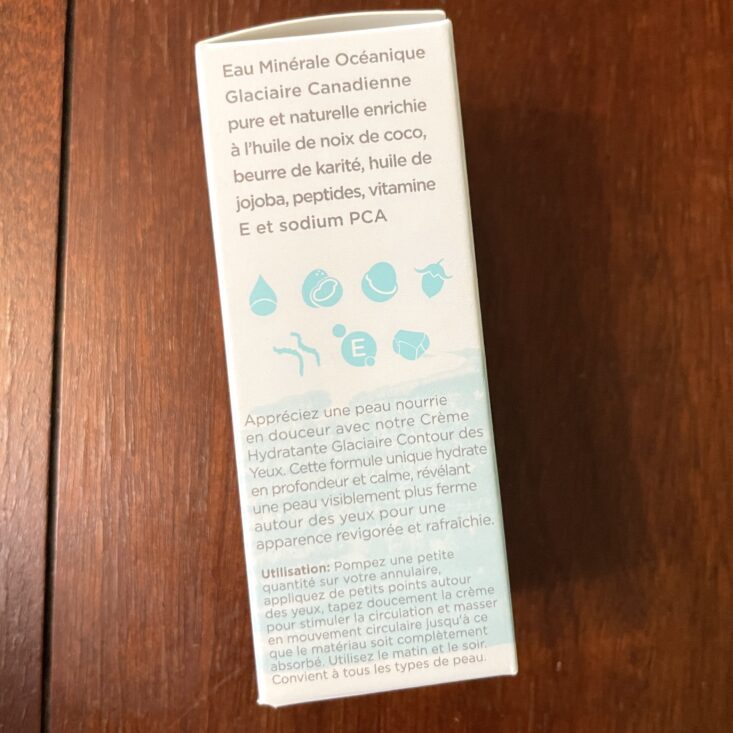 Eau Minérale Océanique
Glaciaire Canadienne
pure et naturelle enrichie
à l'huile de noix de coco,
beurre de karité, huile de
jojoba, peptides, vitamine
E et sodium PCA
E
Appréciez une peau nourrie
en douceur avec notre Crème
Hydratante Glaciaire Contour des
Yeux. Cette formule unique hydrate
en profondeur et calme, révélant
une peau visiblement plus ferme
autour des yeux pour une
apparence revigorée et rafraîchie.
Utilisation: Pompez une petite
quantité sur votre annulaire,
appliquez de petits points autour
des yeux, tapez doucement la crème
pour stimuler la circulation et masser
en mouvement circulaire jusqu'à ce
que le matériau soit complètement
absorbé. Utilisez le matin et le soir.
Convient à tous les types de peau.